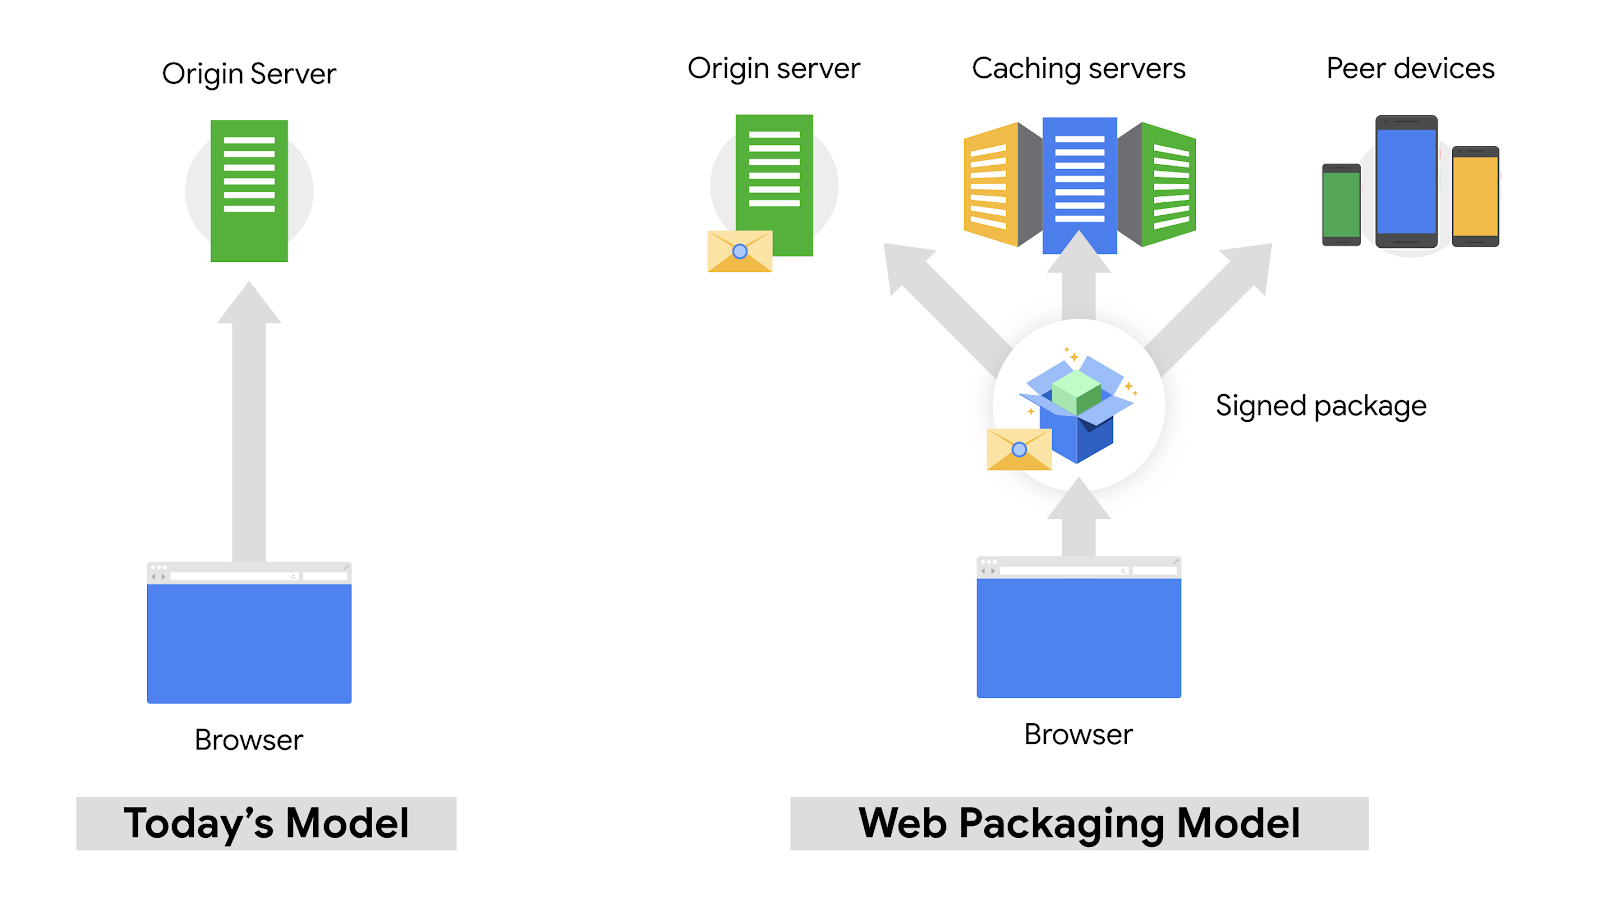 Origin Server
Browser
Today's Model
Origin server
Caching servers
Peer devices
Signed package
Browser
Web Packaging Model